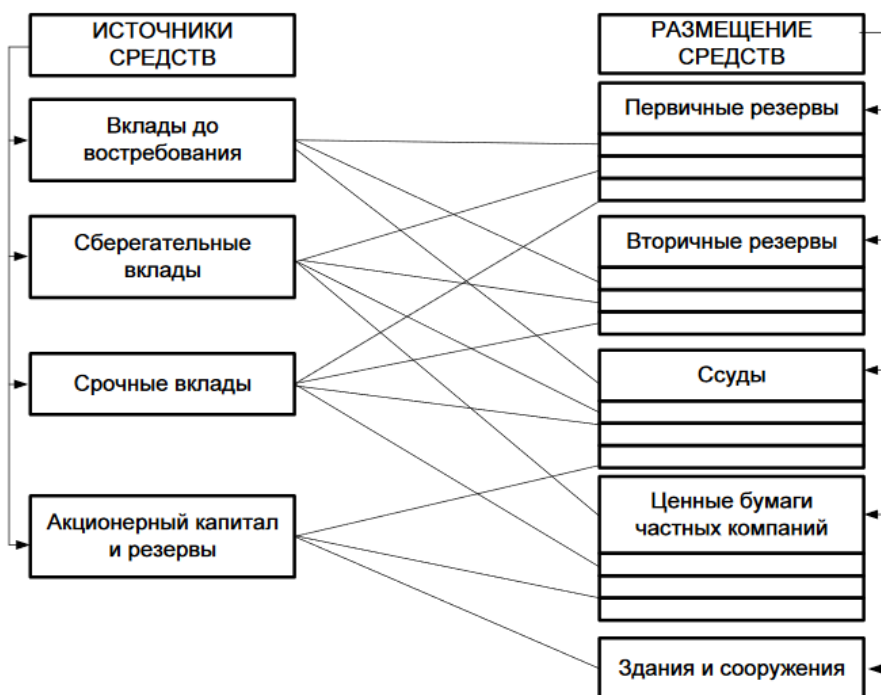 ИСТОЧНИКИ
СРЕДСТВ
Вклады до
востребования
Сберегательные
вклады
Срочные вклады
Акционерный капитал
и резервы
РАЗМЕЩЕНИЕ
СРЕДСТВ
Первичные резервы
Вторичные резервы
Ссуды
Ценные бумаги
частных компаний
Здания и сооружения